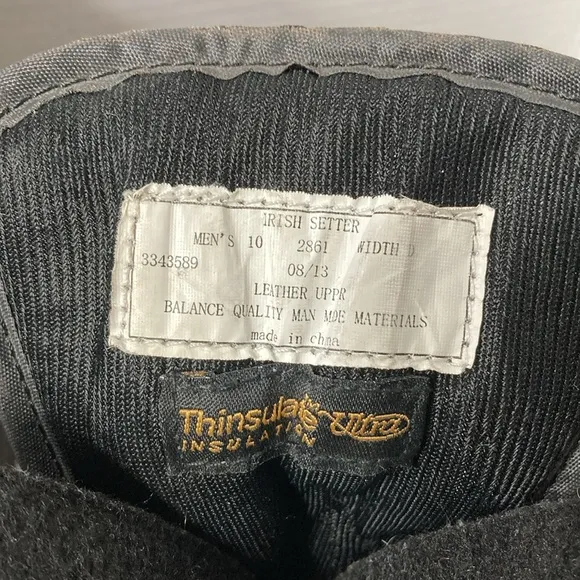 IRISH SETTER
MEN'S 10 2861 WIDTH D
3343589
08/13
LEATHER UPPR
BALANCE QUALITY MAN MDE MATERIALS
made in chna
Thinsulate Ultra
INSULATION